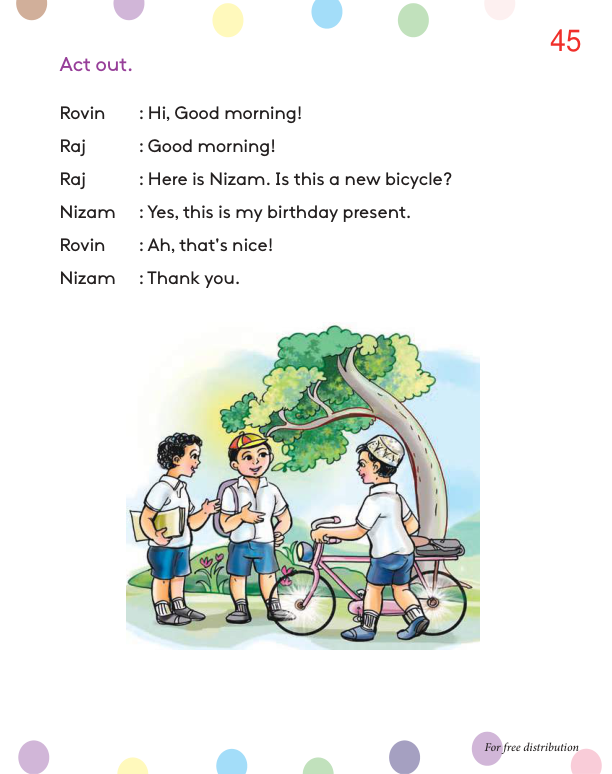 45
Act out.
Rovin : Hi, Good morning!
Raj : Good morning!
Raj : Here is Nizam. Is this a new bicycle?
Nizam : Yes, this is my birthday present.
Rovin : Ah, that's nice!
Nizam : Thank you.
For free distribution